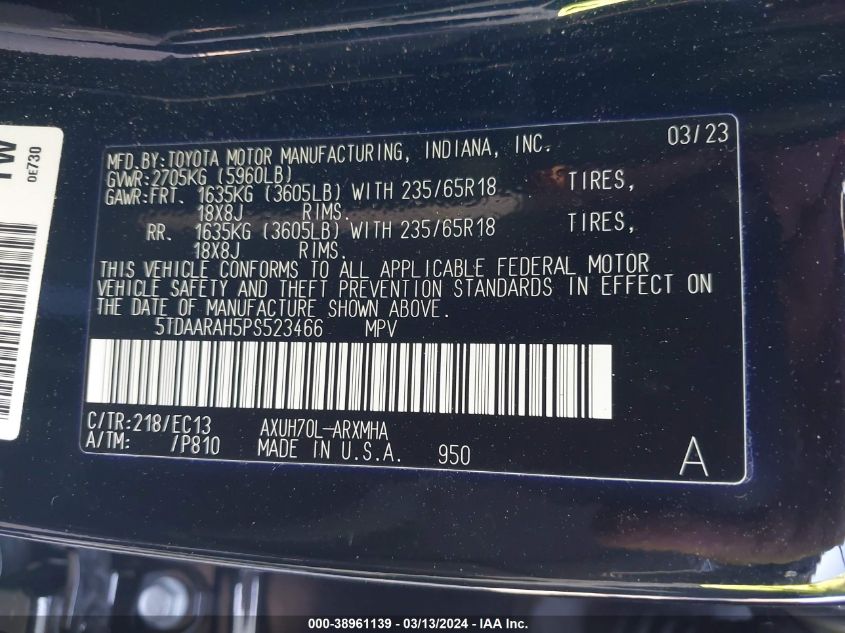 03/23
MFD.BY:TOYOTA MOTOR MANUFACTURING, INDIANA, INC.
GVWR:2705KG (5960LB)
GAWR:FRT. 1635KG (3605LB) WITH 235/65R18 TIRES,
18X8J RIMS.
RR. 1635KG (3605LB) WITH 235/65R18 TIRES,
18X8J RIMS.
THIS VEHICLE CONFORMS TO ALL APPLICABLE FEDERAL MOTOR
VEHICLE SAFETY AND THEFT PREVENTION STANDARDS IN EFFECT ON
THE DATE OF MANUFACTURE SHOWN ABOVE.
5TDAARAH5PS523466 MPV
C/TR:218/EC13 AXUH70L-ARXMHA
A/TM: /P810 MADE IN U.S.A. 950 A
0E730
000-38961139 - 03/13/2024 - IAA Inc.